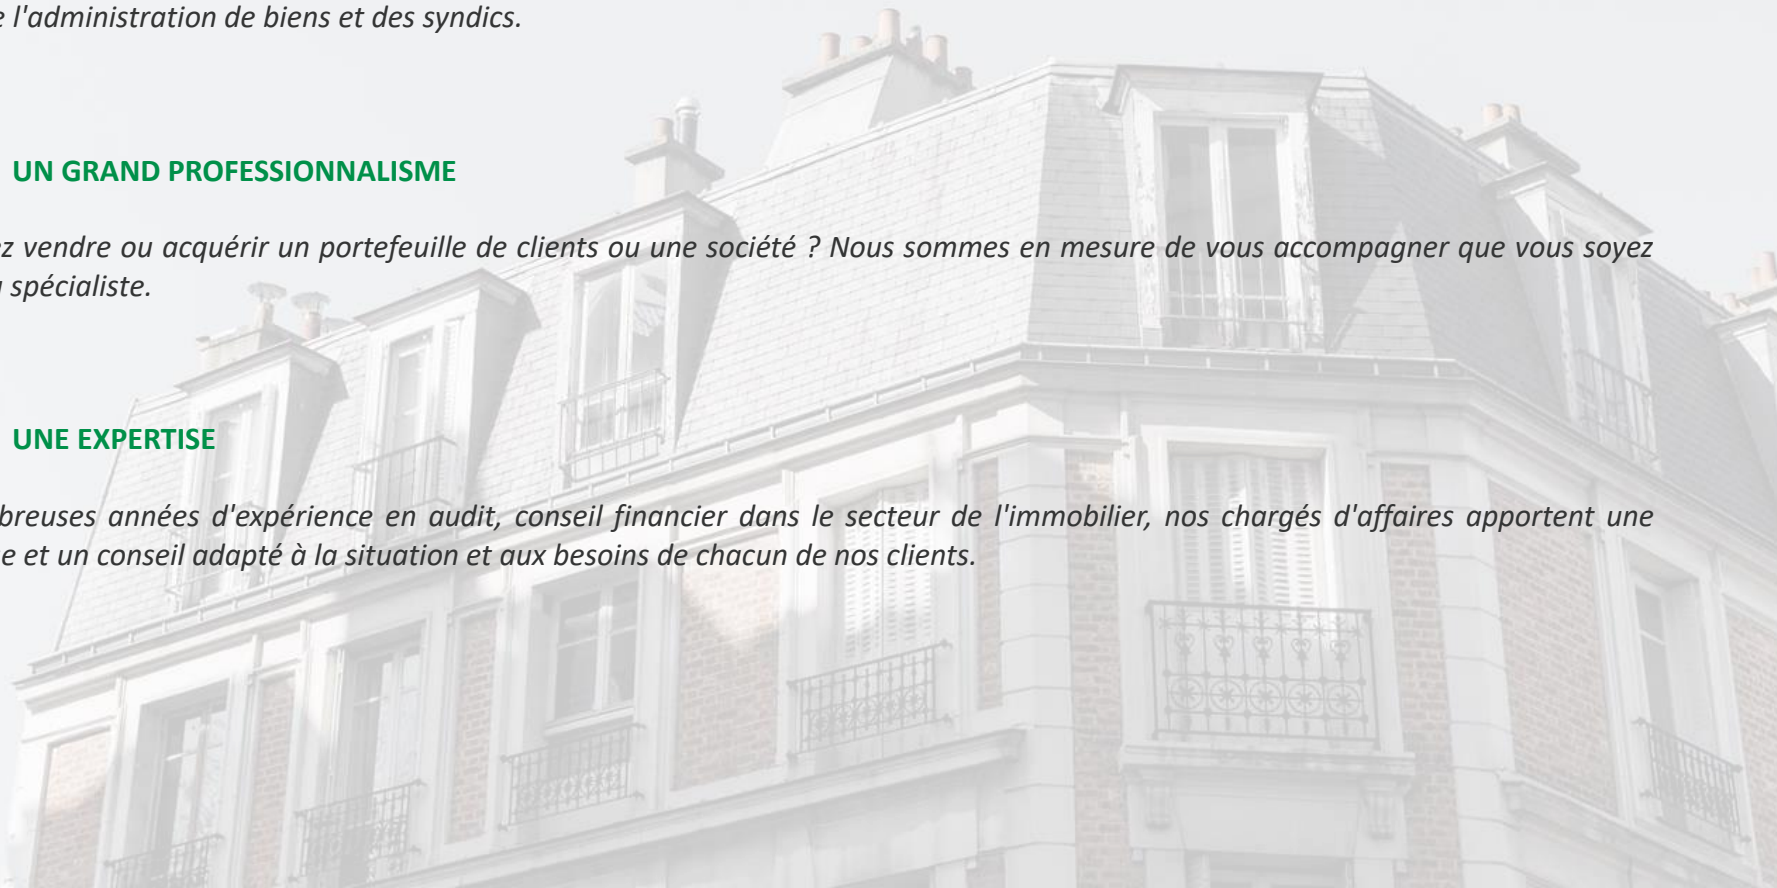 l'administration de biens et des syndics.
UN GRAND PROFESSIONNALISME
vendre ou acquérir un portefeuille de clients ou une société ? Nous sommes en mesure de vous accompagner que vous soyez
spécialiste.
UNE EXPERTISE
années d'expérience en audit, conseil financier dans le secteur de l'immobilier, nos chargés d'affaires apportent une
et un conseil adapté à la situation et aux besoins de chacun de nos clients.